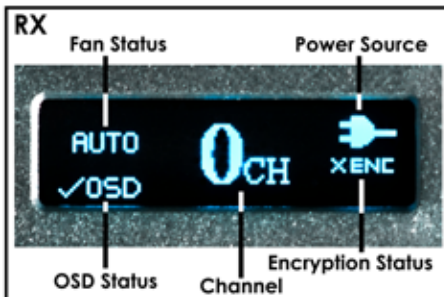 RX
Fan Status
Power Source
AUTO
0CH
XENC
✓OSD
OSD Status
Channel
Encryption Status